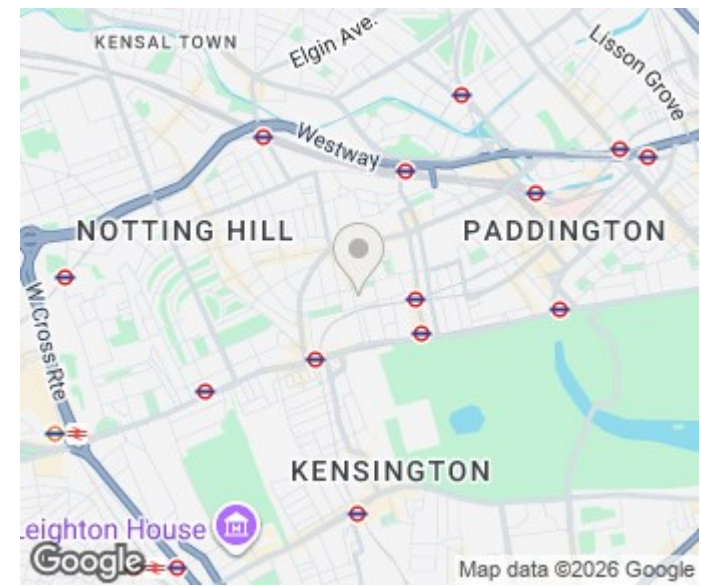 KENSAL TOWN
Elgin Ave.
Lisson Grove
Westway
NOTTING HILL
PADDINGTON
W Cross Rte
KENSINGTON
Leighton House
Google
Map data ©2026 Google